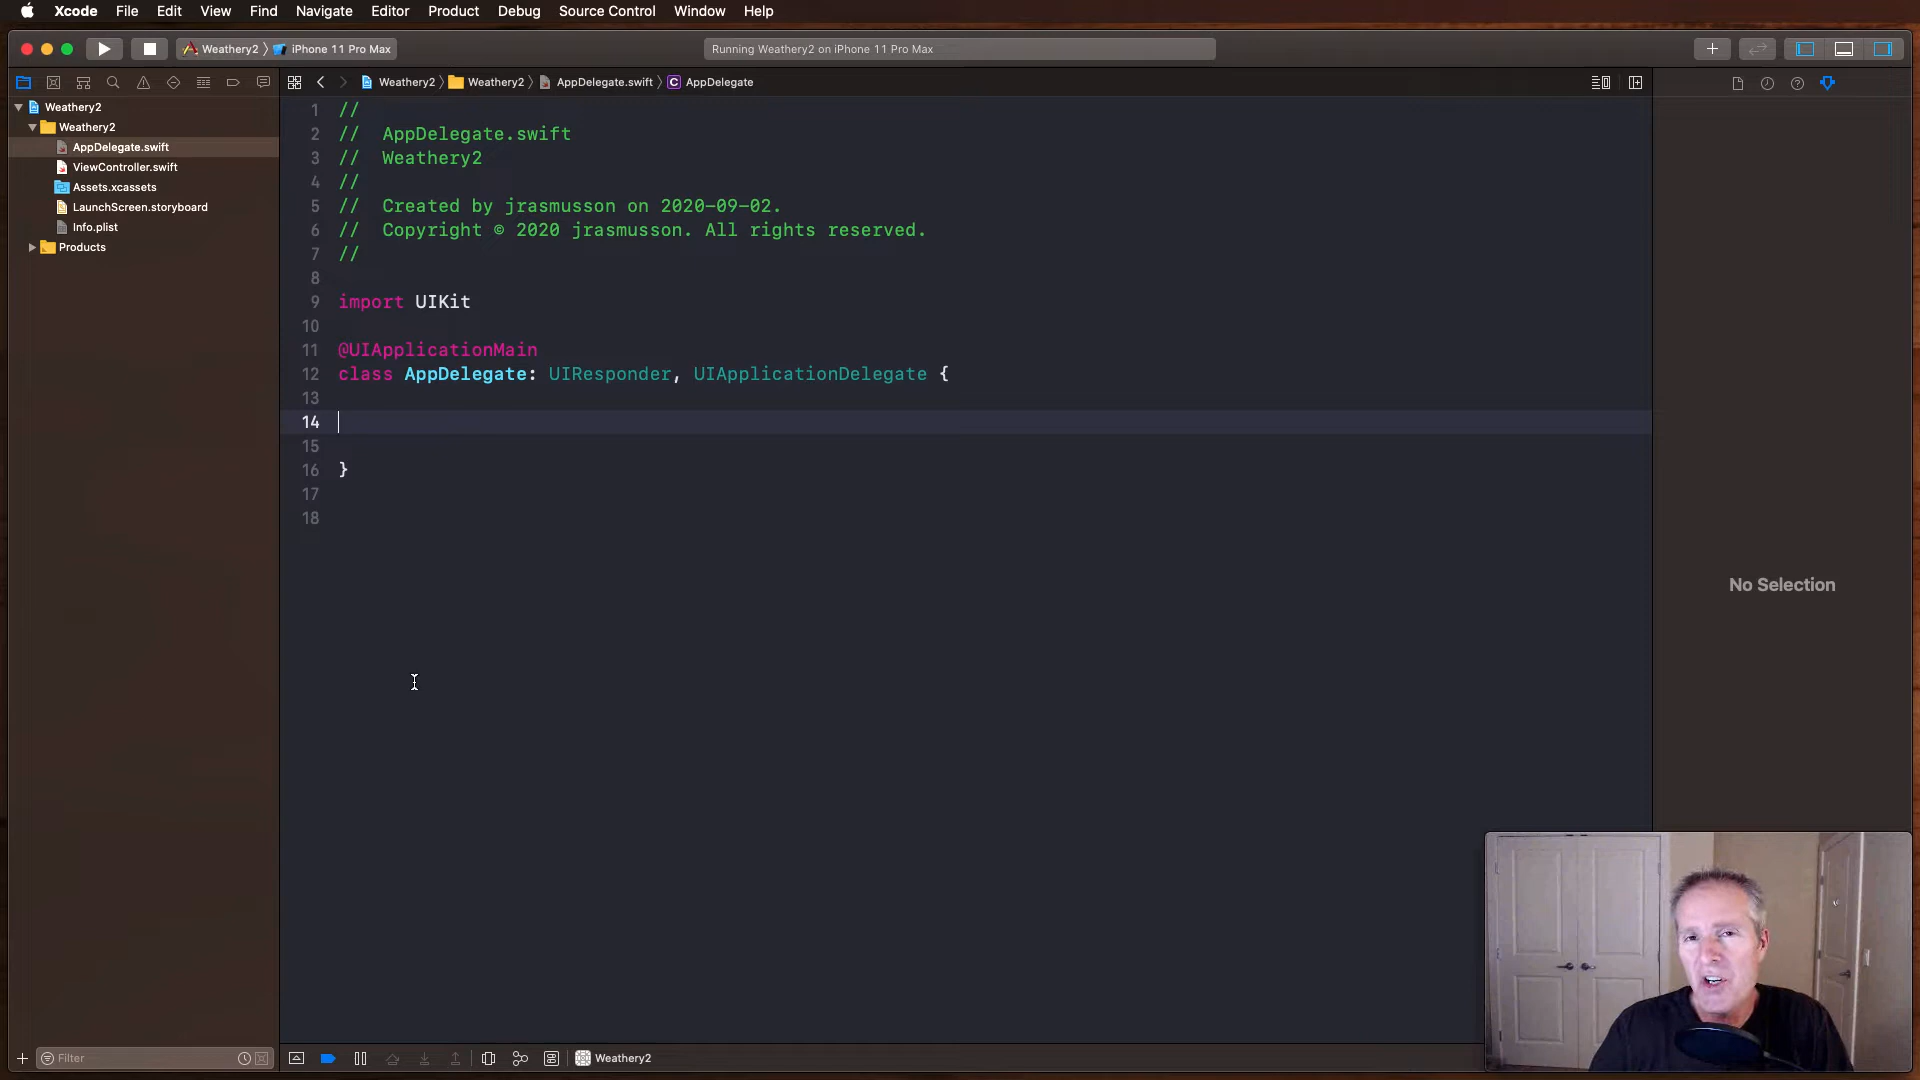 Xcode File Edit View Find Navigate Editor Product Debug Source Control Window Help
Weathery2 iPhone 11 Pro Max
Running Weathery2 on iPhone 11 Pro Max
Weathery2 Weathery2 AppDelegate.swift C AppDelegate
Weathery2
Weathery2
AppDelegate.swift
ViewController.swift
Assets.xcassets
LaunchScreen.storyboard
Info.plist
Products
1 //
2 // AppDelegate.swift
3 // Weathery2
4 //
5 // Created by jrasmusson on 2020-09-02.
6 // Copyright © 2020 jrasmusson. All rights reserved.
7 //
8
9 import UIKit
10
11 @UIApplicationMain
12 class AppDelegate: UIResponder, UIApplicationDelegate {
13
14
15
16 }
17
18
No Selection
Filter
Weathery2